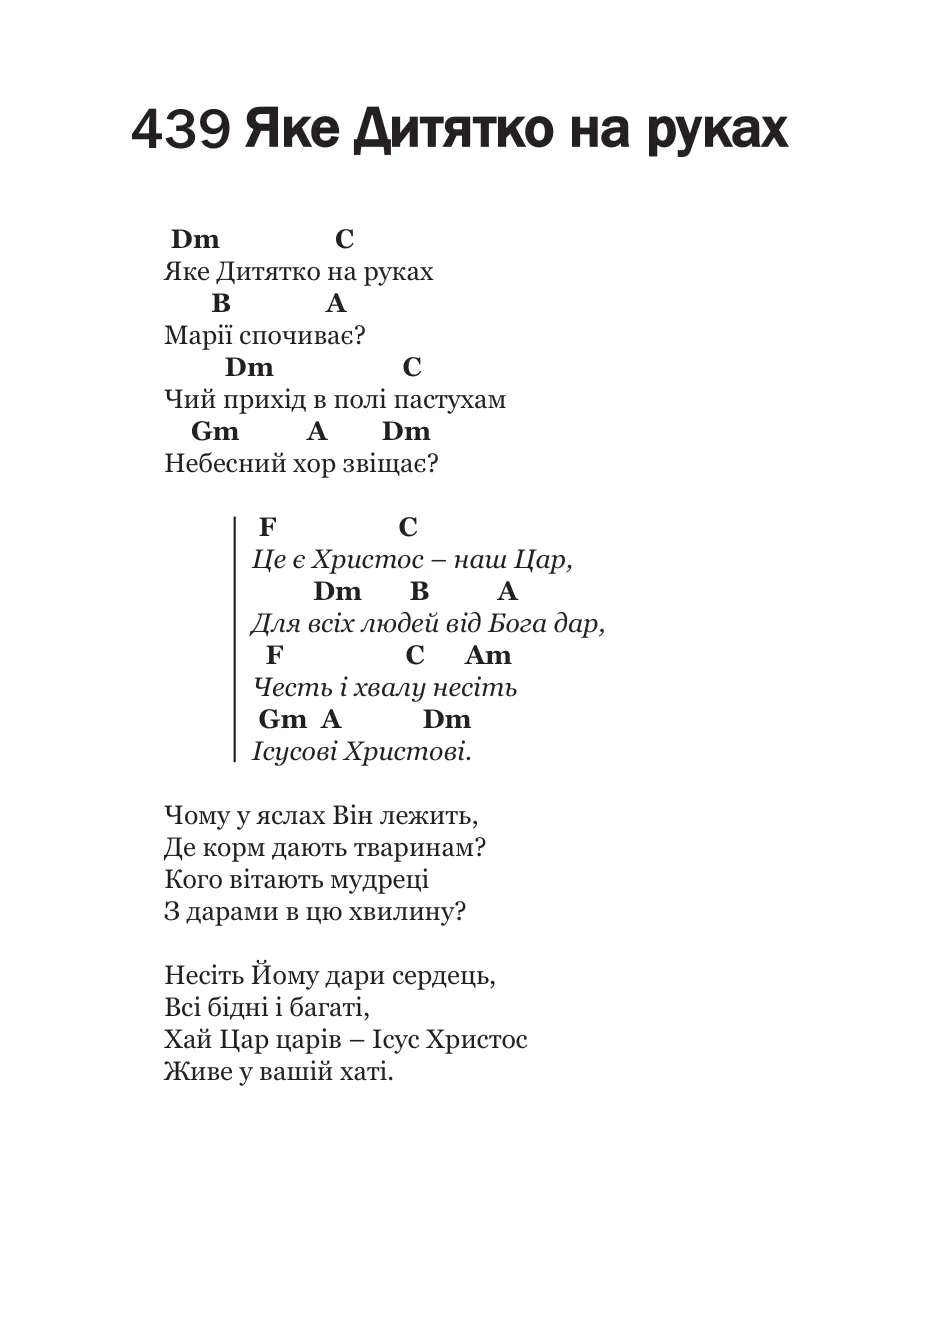 439 Яке Дитятко на руках
Dm C
Яке Дитятко на руках
B A
Марії спочиває?
Dm C
Чий прихід в полі пастухам
Gm A Dm
Небесний хор звіщає?
F C
Це є Христос – наш Цар,
Dm B A
Для всіх людей від Бога дар,
F C Am
Честь і хвалу несіть
Gm A Dm
Ісусові Христові.
Чому у яслах Він лежить,
Де корм дають тваринам?
Кого вітають мудреці
З дарами в цю хвилину?
Несіть Йому дари сердець,
Всі бідні і багаті,
Хай Цар царів – Ісус Христос
Живе у вашій хаті.